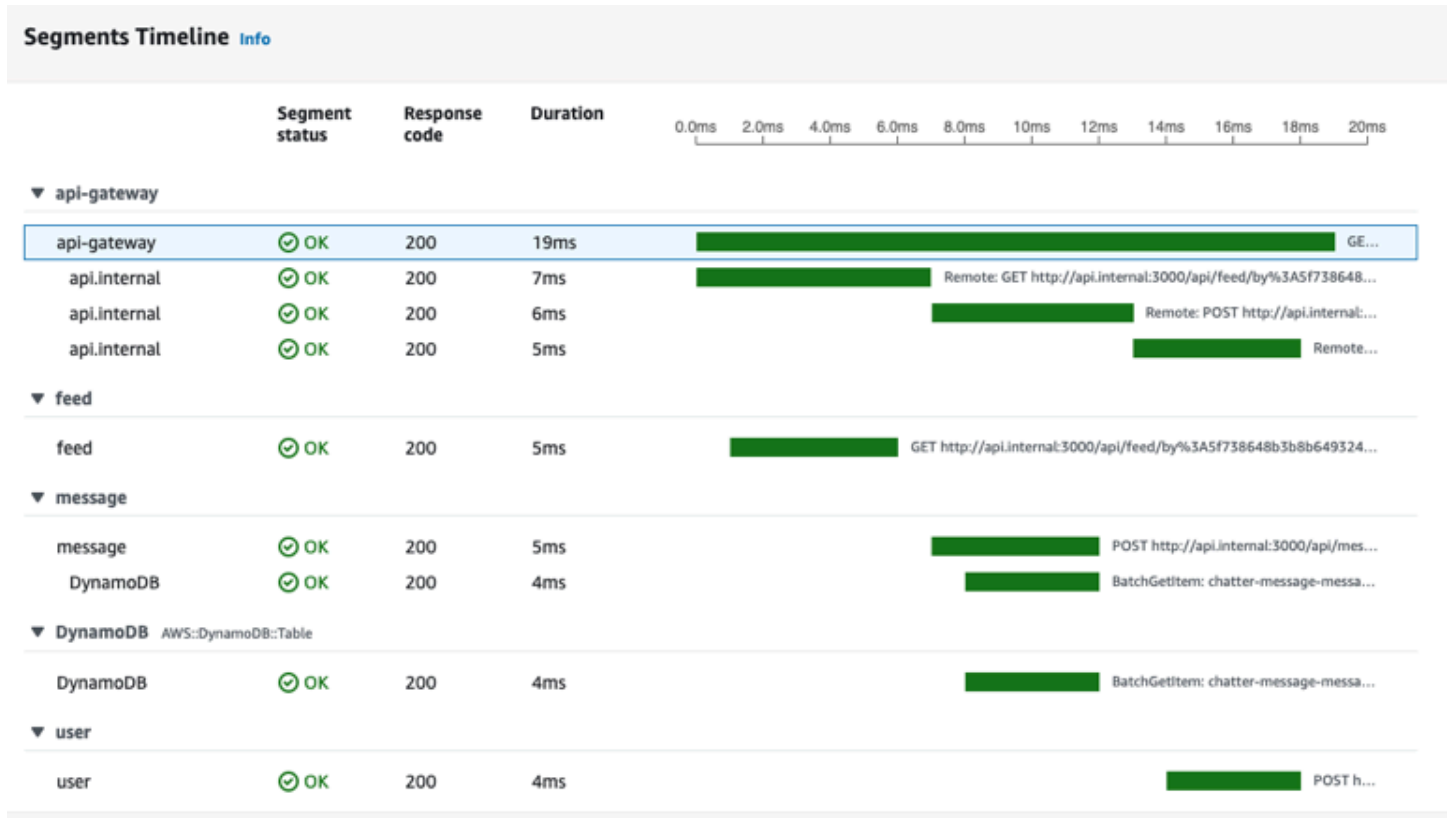 Segments Timeline Info
Segment status Response code Duration
0.0ms 2.0ms 4.0ms 6.0ms 8.0ms 10ms 12ms 14ms 16ms 18ms 20ms
▼ api-gateway
api-gateway OK 200 19ms GE...
api.internal OK 200 7ms Remote: GET http://api.internal:3000/api/feed/by%3A5f738648...
api.internal OK 200 6ms Remote: POST http://api.internal:...
api.internal OK 200 5ms Remote...
▼ feed
feed OK 200 5ms GET http://api.internal:3000/api/feed/by%3A5f738648b3b8b649324...
▼ message
message OK 200 5ms POST http://api.internal:3000/api/mes...
DynamoDB OK 200 4ms BatchGetItem: chatter-message-messa...
▼ DynamoDB AWS::DynamoDB::Table
DynamoDB OK 200 4ms BatchGetItem: chatter-message-messa...
▼ user
user OK 200 4ms POST h...